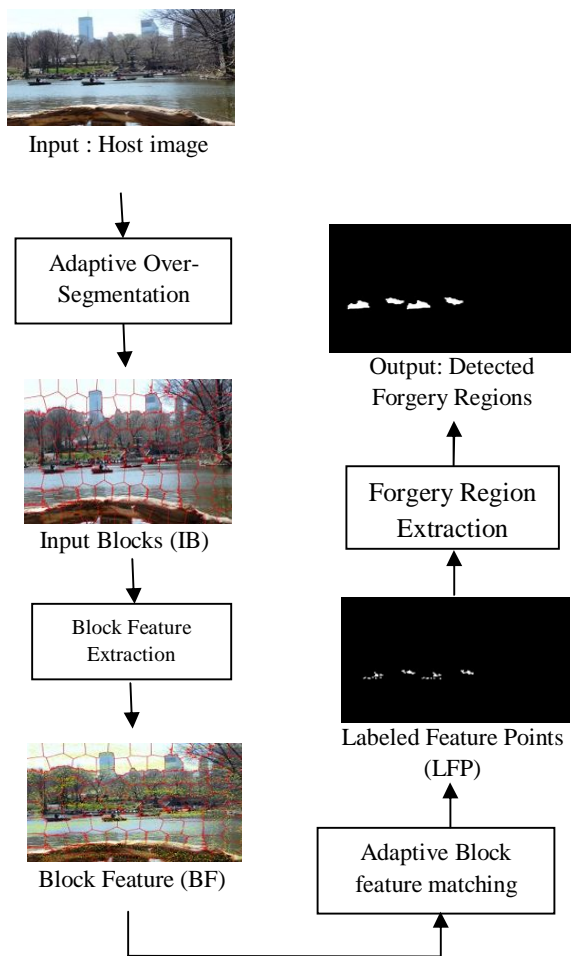 Input : Host image
Adaptive Over-
Segmentation
Input Blocks (IB)
Block Feature
Extraction
Block Feature (BF)
Adaptive Block
feature matching
Labeled Feature Points
(LFP)
Forgery Region
Extraction
Output: Detected
Forgery Regions